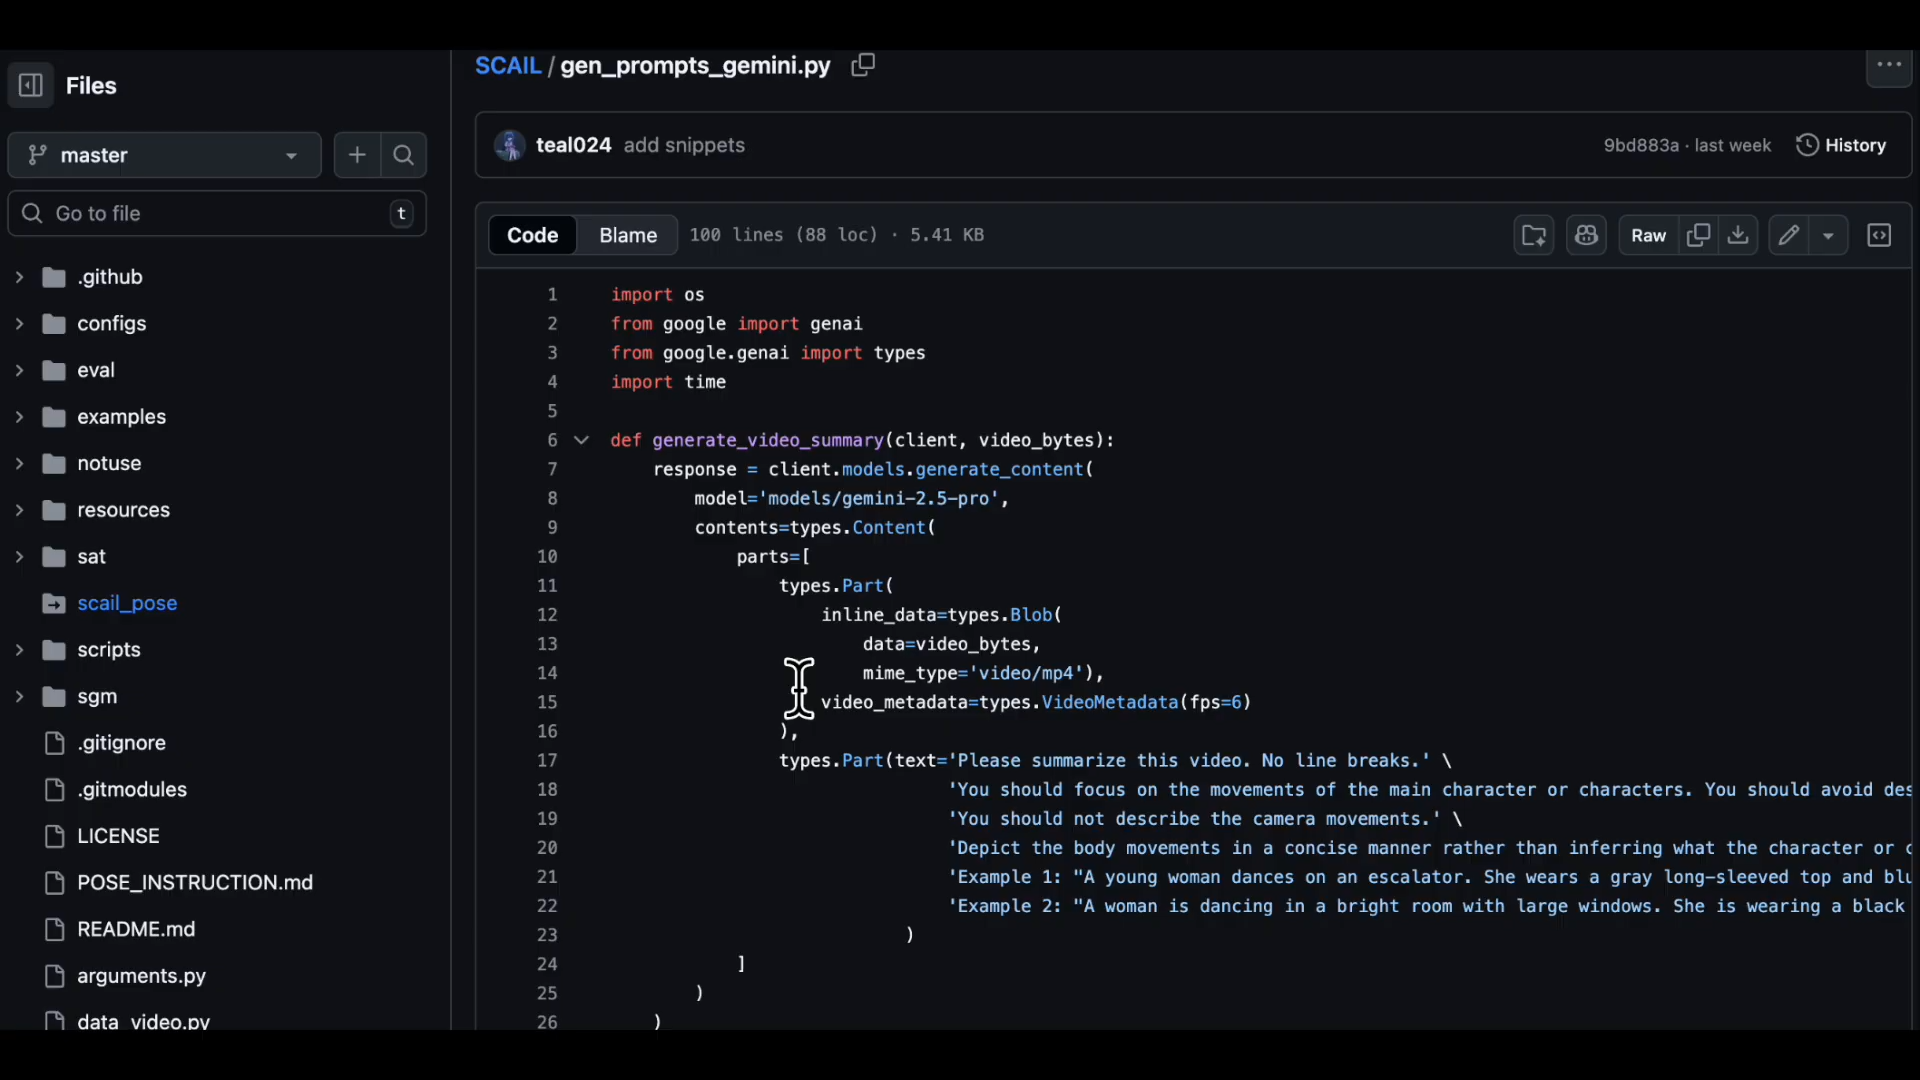 Files
master
Go to file
t
.github
configs
eval
examples
notuse
resources
sat
scail_pose
scripts
sgm
.gitignore
.gitmodules
LICENSE
POSE_INSTRUCTION.md
README.md
arguments.py
data_video.py
SCAIL / gen_prompts_gemini.py
teal024 add snippets
9bd883a · last week
History
Code Blame 100 lines (88 loc) · 5.41 KB
Raw
1 import os
2 from google import genai
3 from google.genai import types
4 import time
5
6 def generate_video_summary(client, video_bytes):
7 response = client.models.generate_content(
8 model='models/gemini-2.5-pro',
9 contents=types.Content(
10 parts=[
11 types.Part(
12 inline_data=types.Blob(
13 data=video_bytes,
14 mime_type='video/mp4'),
15 video_metadata=types.VideoMetadata(fps=6)
16 ),
17 types.Part(text='Please summarize this video. No line breaks.' \
18 'You should focus on the movements of the main character or characters. You should avoid des
19 'You should not describe the camera movements.' \
20 'Depict the body movements in a concise manner rather than inferring what the character or c
21 'Example 1: "A young woman dances on an escalator. She wears a gray long-sleeved top and blu
22 'Example 2: "A woman is dancing in a bright room with large windows. She is wearing a black
23 )
24 ]
25 )
26 )